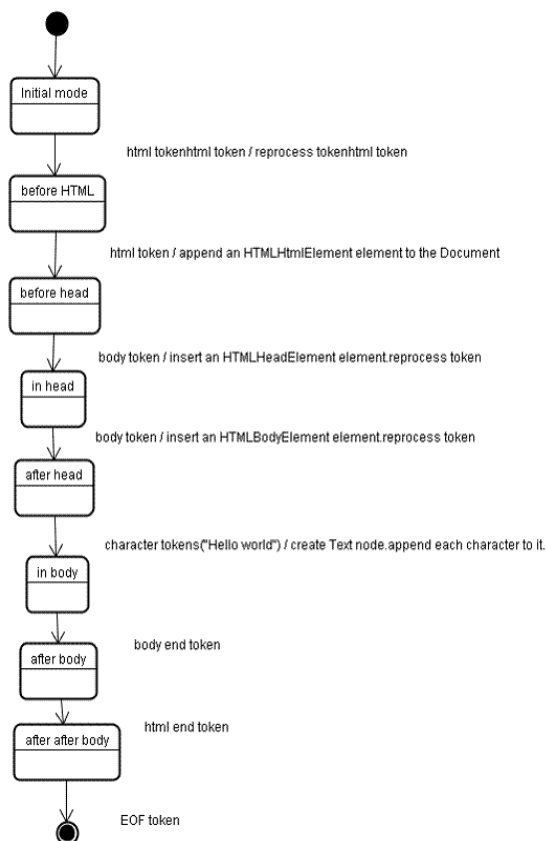 Initial mode
html tokenhtml token / reprocess tokenhtml token
before HTML
html token / append an HTMLHtmlElement element to the Document
before head
body token / insert an HTMLHeadElement element.reprocess token
in head
body token / insert an HTMLBodyElement element.reprocess token
after head
character tokens("Hello world") / create Text node.append each character to it.
in body
body end token
after body
html end token
after after body
EOF token